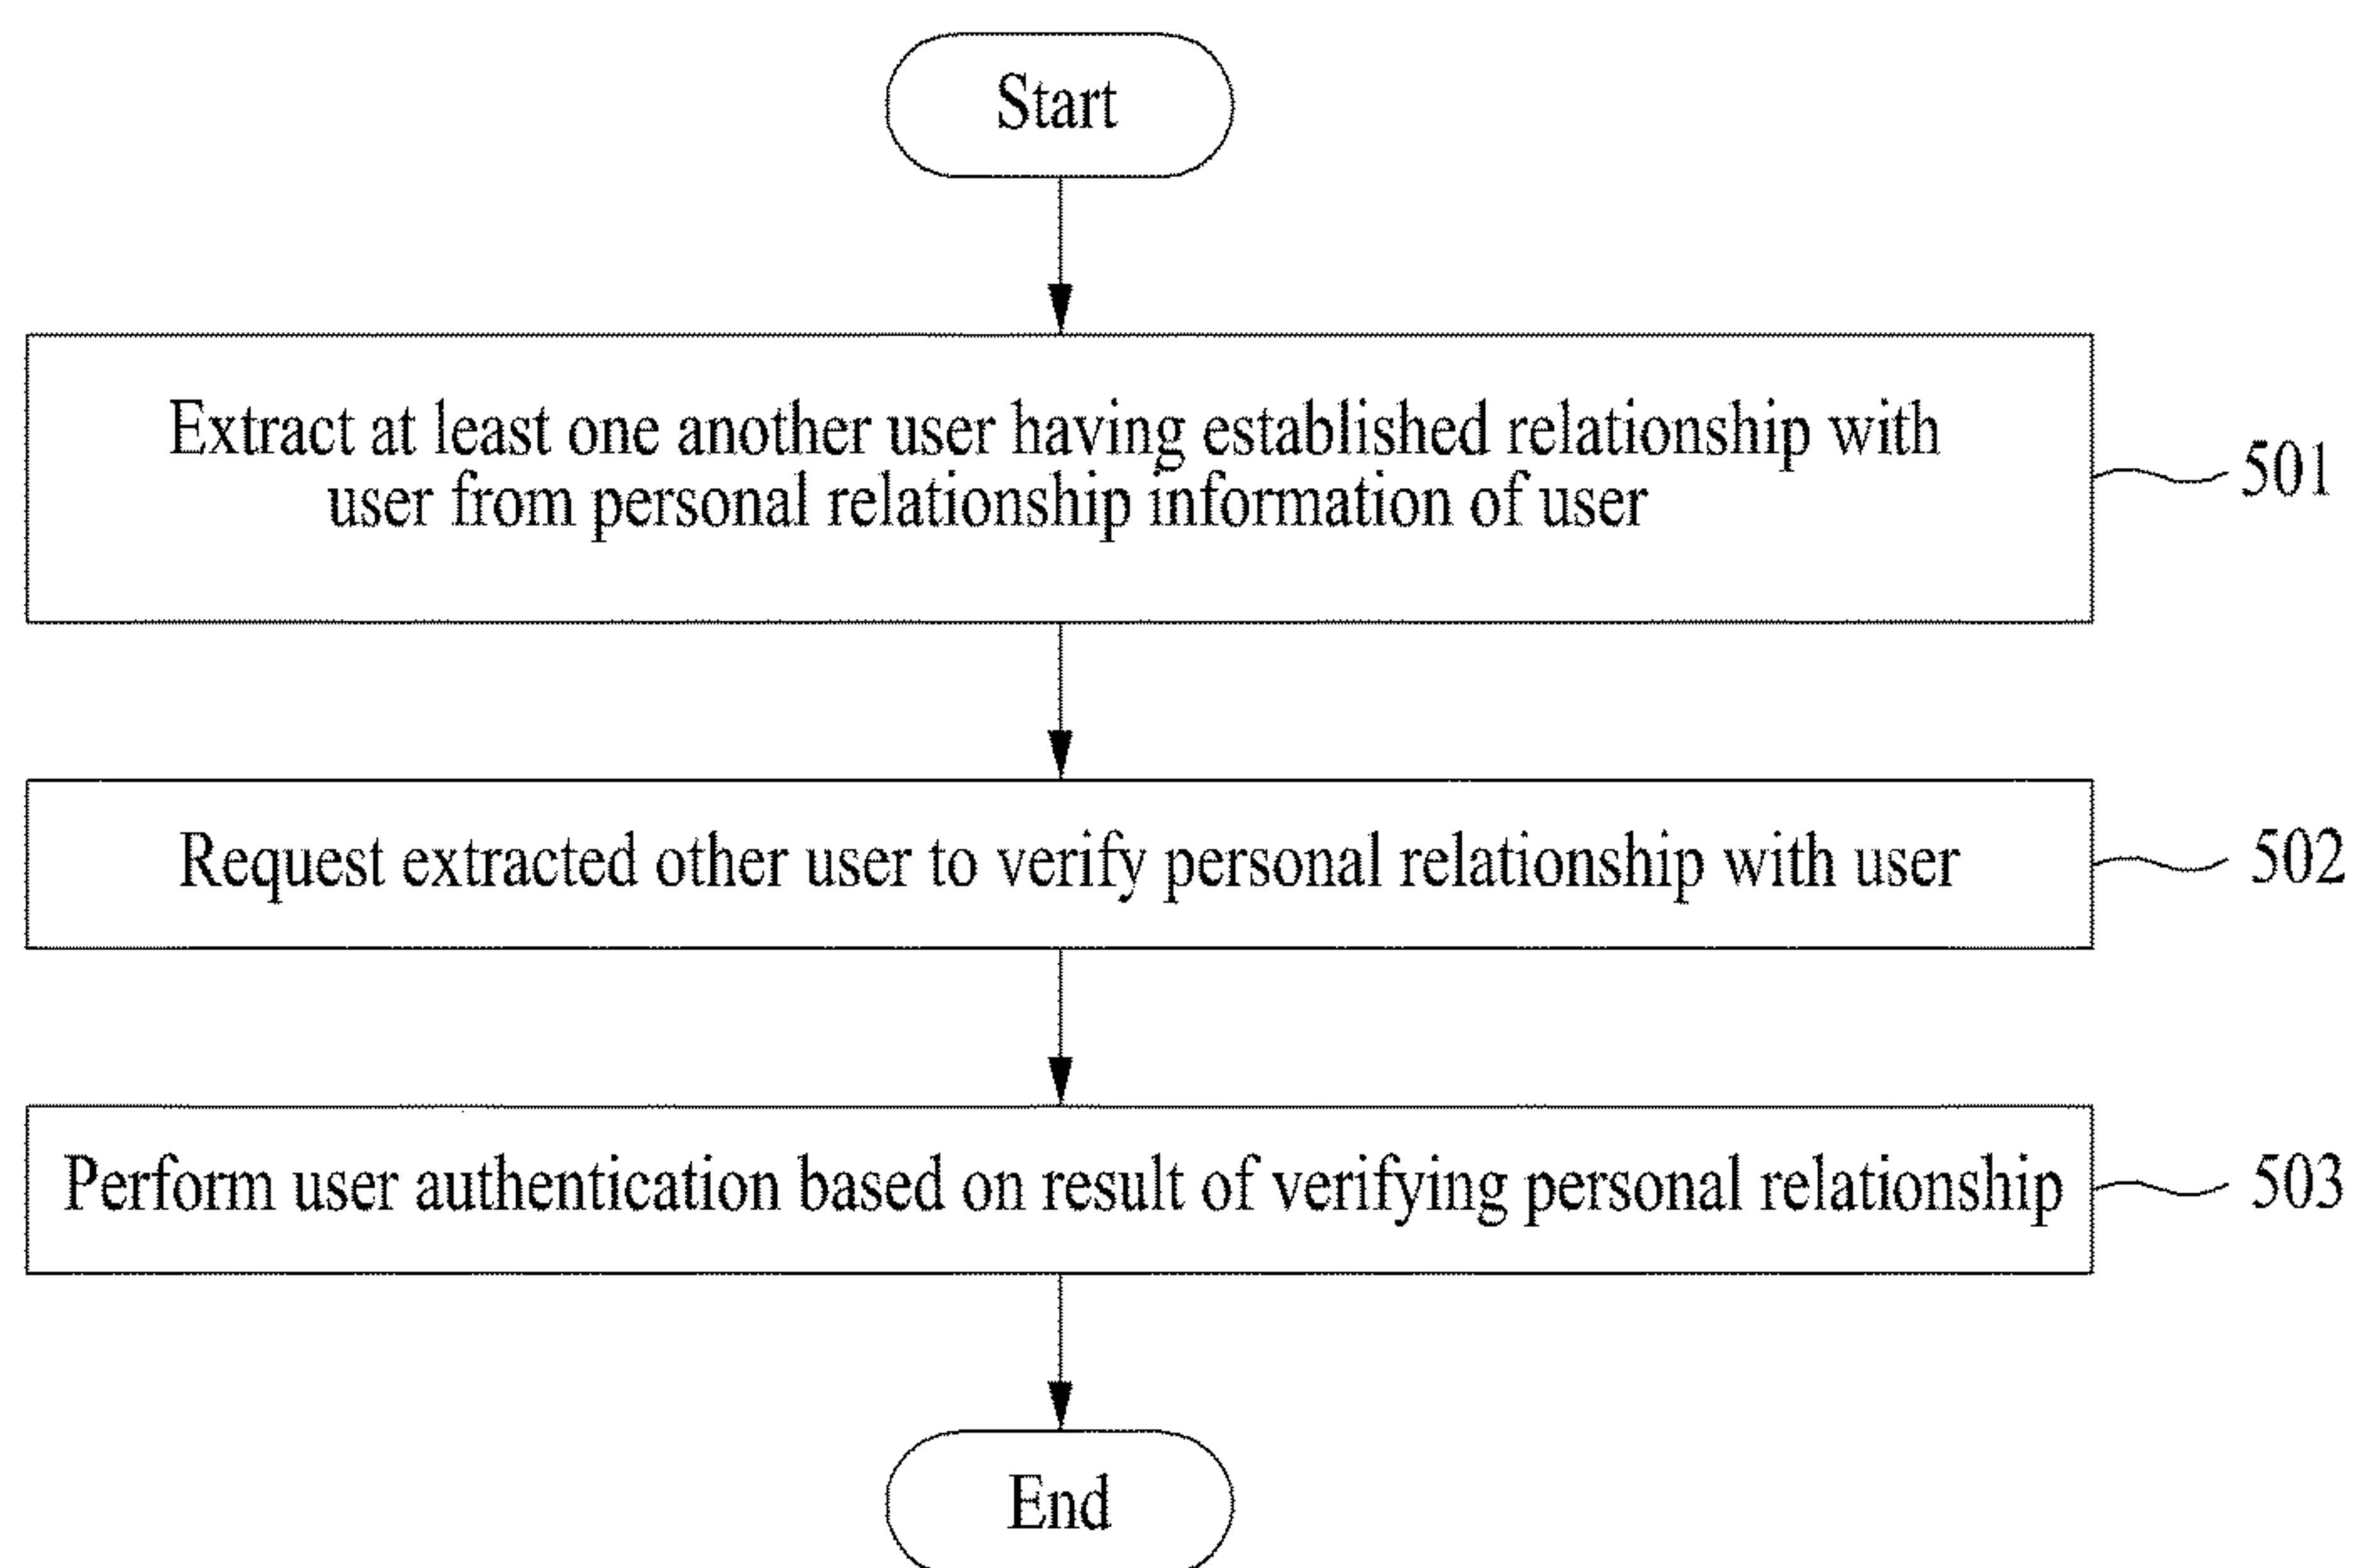 Start
Extract at least one another user having established relationship with
user from personal relationship information of user
501
Request extracted other user to verify personal relationship with user
502
Perform user authentication based on result of verifying personal relationship
503
End